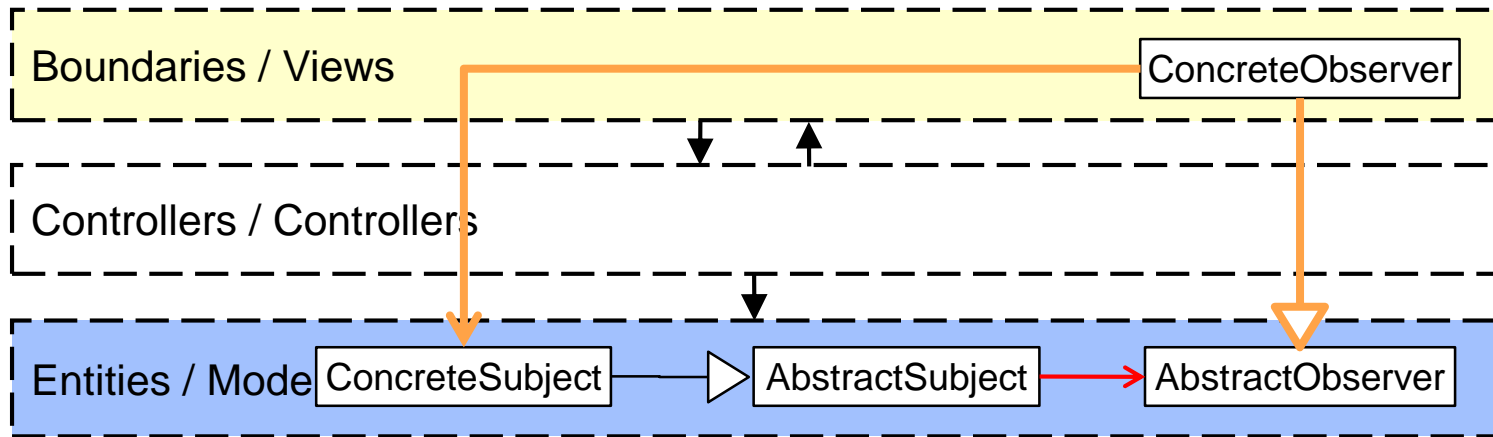 Boundaries / Views
ConcreteObserver
Controllers / Controllers
Entities / Mode
ConcreteSubject
AbstractSubject
AbstractObserver